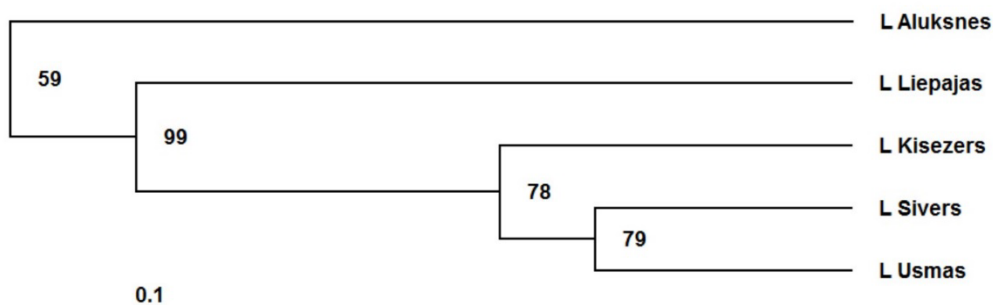 L Aluksnes
59
L Liepajas
99
L Kisezers
78
L Sivers
79
L Usmas
0.1